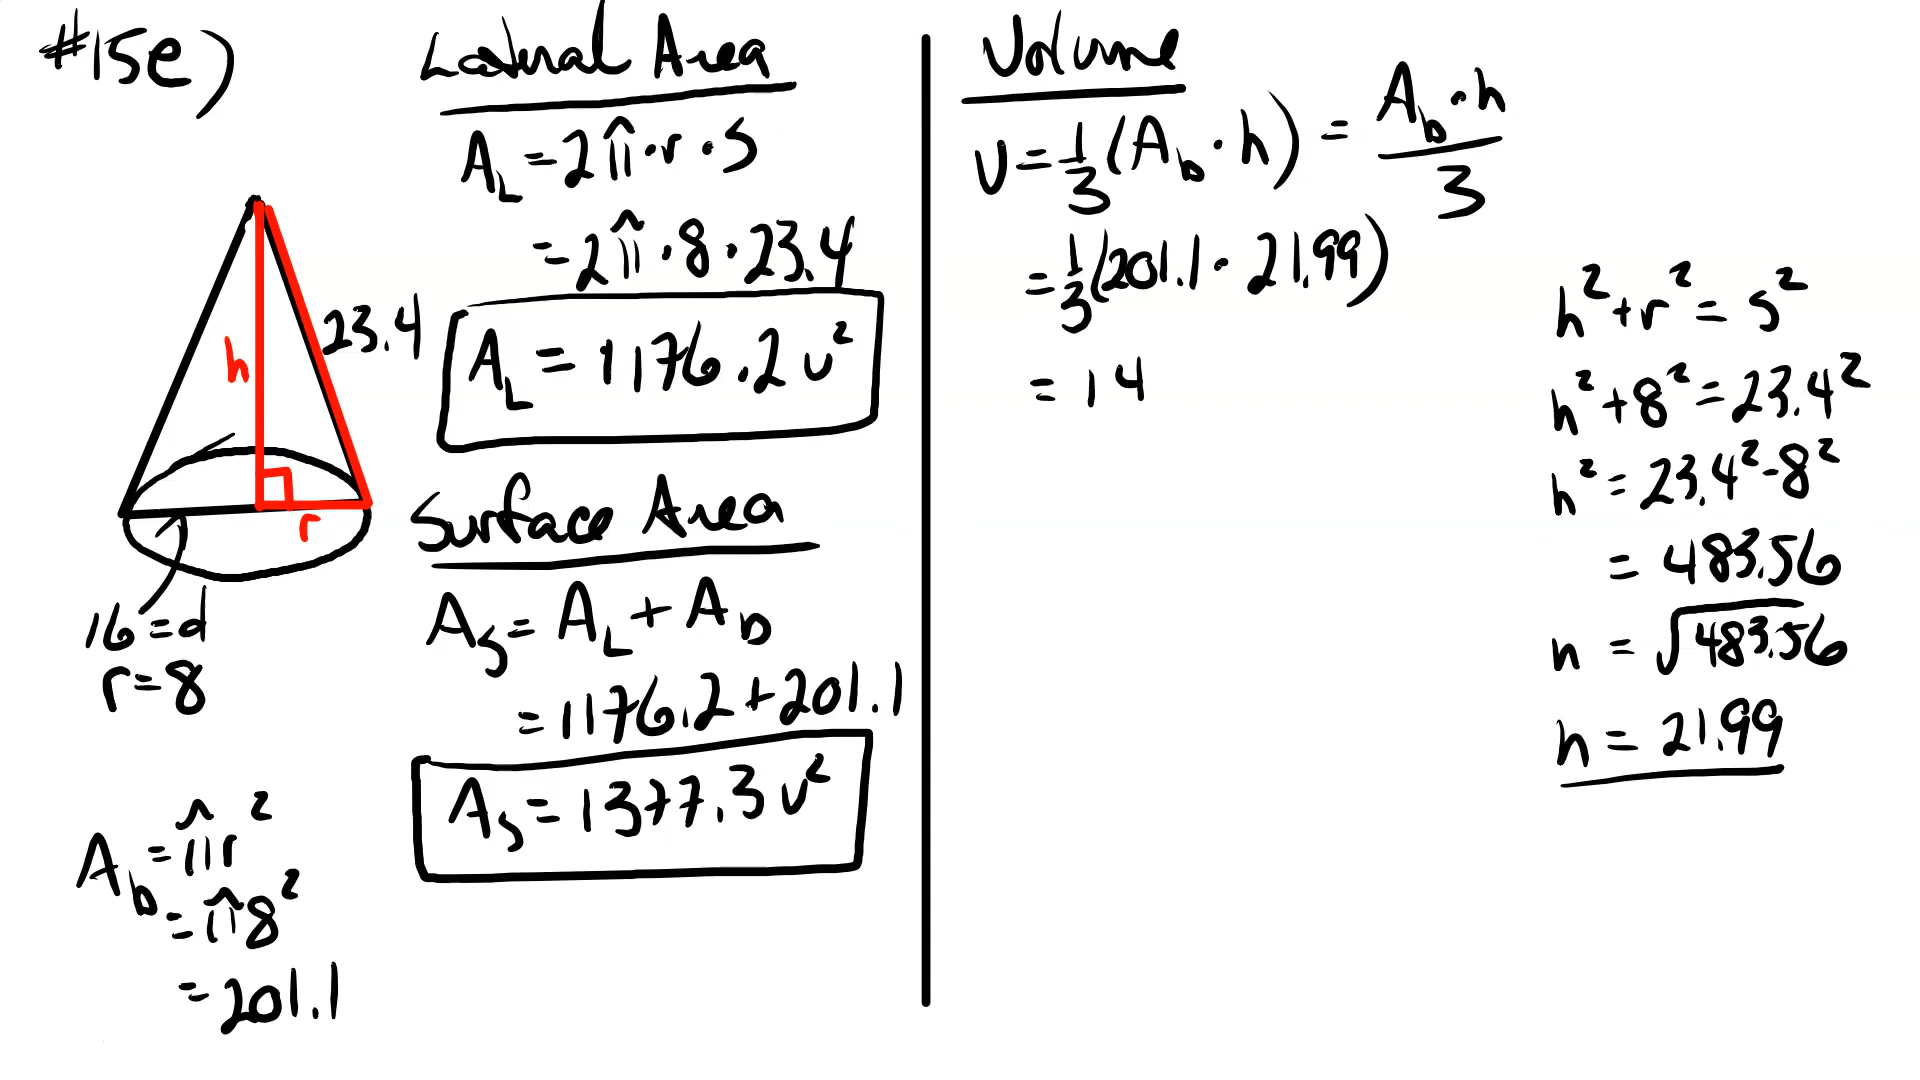 #15e)
Lateral Area
A_L = 2π·r·s
= 2π·8·23.4
A_L = 1176.2 u²
h
23.4
r
16=d
r=8
A_b = πr²
= π8²
= 201.1
Surface Area
A_s = A_L + A_b
= 1176.2+201.1
A_s = 1377.3 u²
Volume
V = 1/3 (A_b · h) = A_b·h/3
= 1/3 (201.1 · 21.99)
= 14
h² + r² = s²
h² + 8² = 23.4²
h² = 23.4² - 8²
= 483.56
h = √483.56
h = 21.99